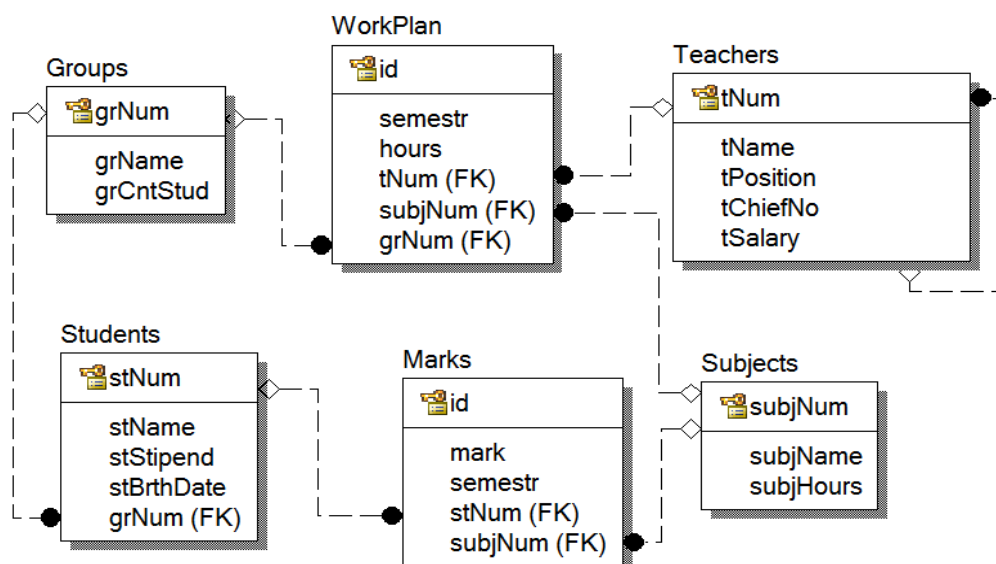 WorkPlan
id
semestr
hours
tNum (FK)
subjNum (FK)
grNum (FK)
Groups
grNum
grName
grCntStud
Teachers
tNum
tName
tPosition
tChiefNo
tSalary
Students
stNum
stName
stStipend
stBrthDate
grNum (FK)
Marks
id
mark
semestr
stNum (FK)
subjNum (FK)
Subjects
subjNum
subjName
subjHours